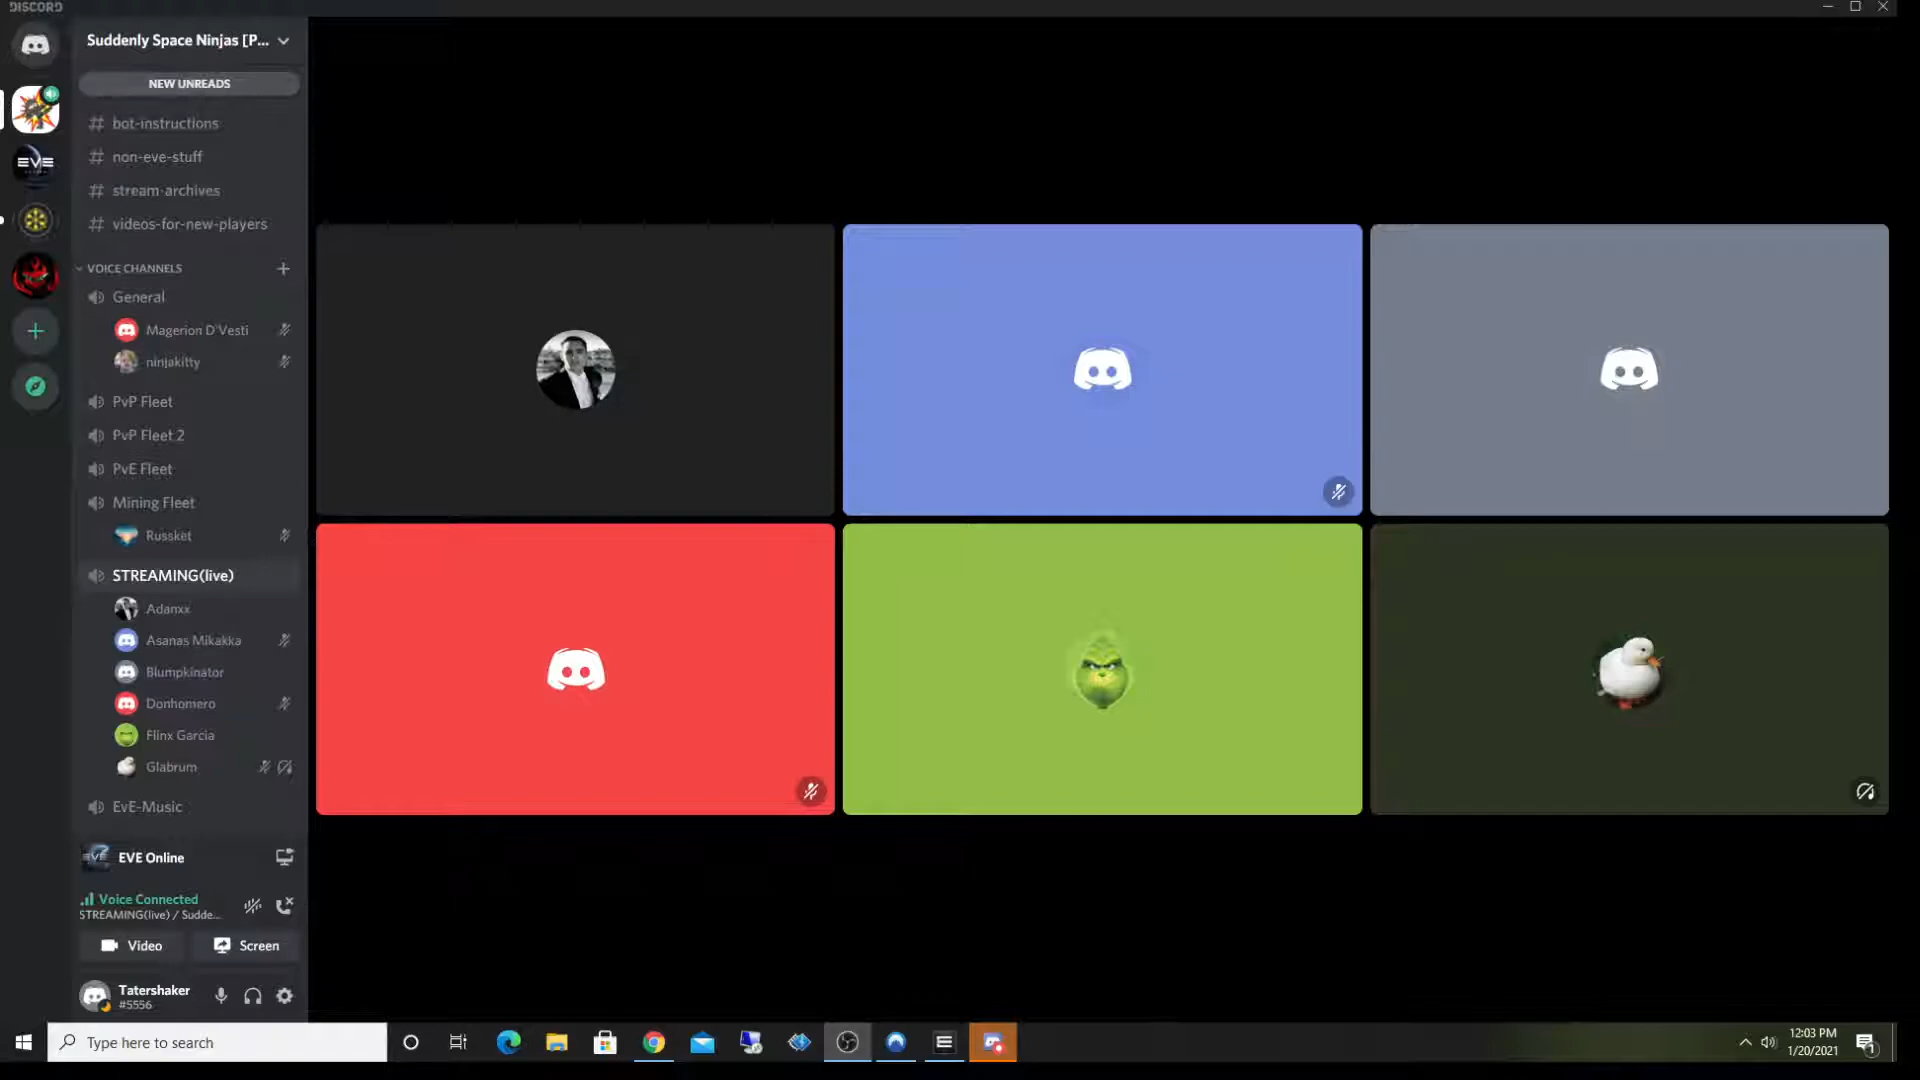 DISCORD
Suddenly Space Ninjas [P...
NEW UNREADS
bot-instructions
non-eve-stuff
stream-archives
videos-for-new-players
VOICE CHANNELS
General
Magerion D'Vesti
ninjakitty
PvP Fleet
PvP Fleet 2
PvE Fleet
Mining Fleet
Russket
STREAMING(live)
Adanxx
Asanas Mikakka
Blumpkinator
Donhomero
Flinx Garcia
Glabrum
EvE-Music
EVE Online
Voice Connected
STREAMING(live) / Sudde...
Video Screen
Tatershaker
#5556
Type here to search
12:03 PM
1/20/2021
1
EVE